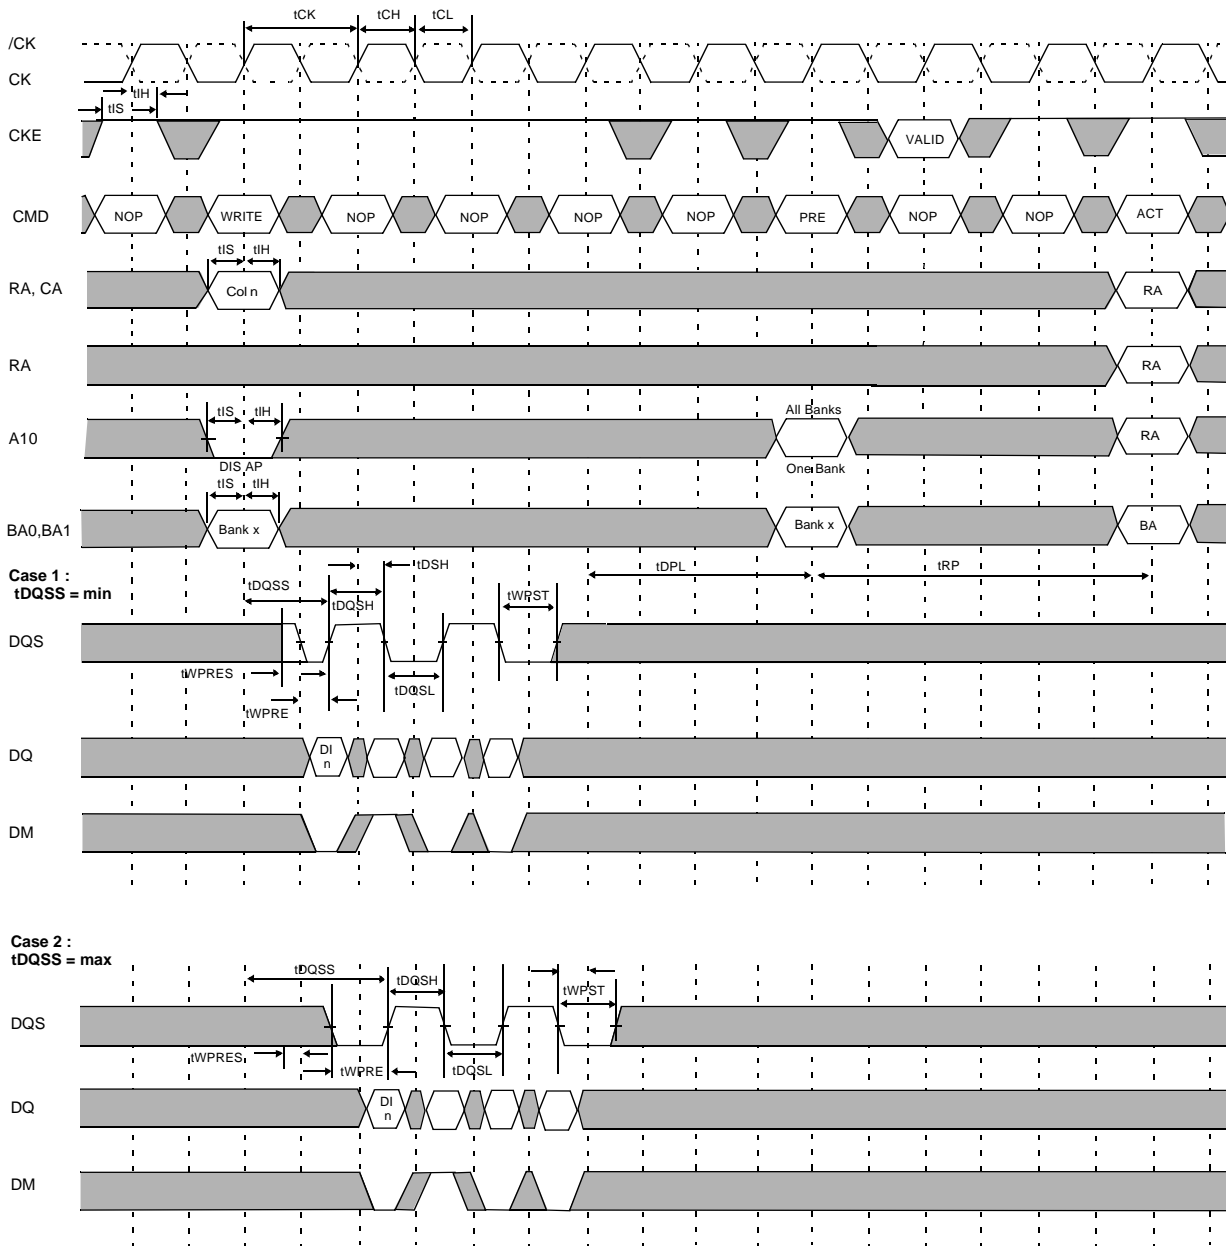 tCK tCH tCL
/CK
CK
tIH
tIS
CKE
VALID
CMD NOP WRITE NOP NOP NOP NOP PRE NOP NOP ACT
tIS tIH
RA, CA Col n RA
RA RA
tIS tIH
All Banks
A10 RA
DIS AP One Bank
tIS tIH
BA0,BA1 Bank x Bank x BA
Case 1 :
tDQSS = min
tDQSS tDSH tDPL tRP
tDQSH tWPST
DQS
tWPRES
tDQSL
tWPRE
DQ DI
n
DM
Case 2 :
tDQSS = max
tDQSS tDQSH
tWPST
DQS
tWPRES
tWPRE tDQSL
DQ DI
n
DM